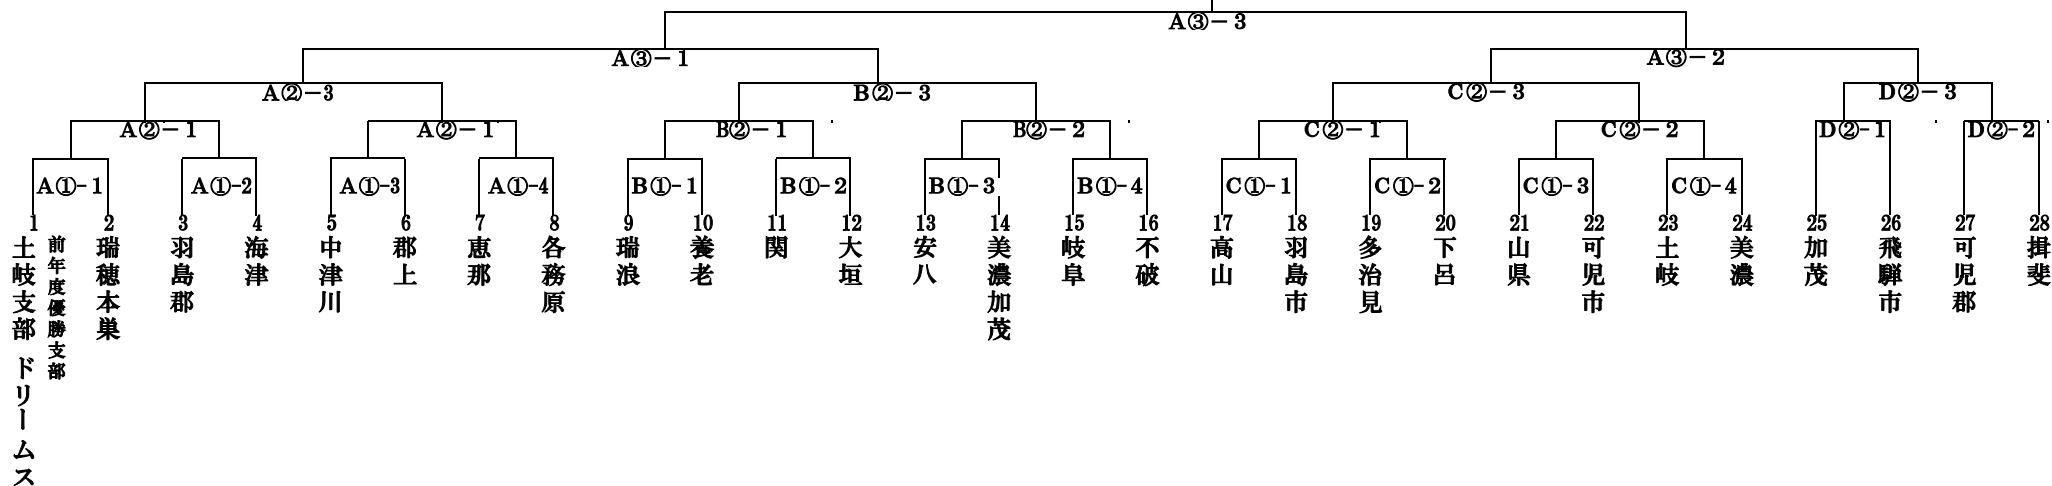 A③－3
A③－1
A③－2
A②－3
B②－3
C②－3
D②－3
A②－1
A②－1
B②－1
B②－2
C②－1
C②－2
D②-1
D②-2
A①-1
A①-2
A①-3
A①-4
B①-1
B①-2
B①-3
B①-4
C①-1
C①-2
C①-3
C①-4
1
2
3
4
5
6
7
8
9
10
11
12
13
14
15
16
17
18
19
20
21
22
23
24
25
26
27
28
土岐支部 ドリームス
前年度優勝支部
瑞穂本巣
羽島郡
海津
中津川
郡上
恵那
各務原
瑞浪
養老
関
大垣
安八
美濃加茂
岐阜
不破
高山
羽島市
多治見
下呂
山県
可児市
土岐
美濃
加茂
飛騨市
可児郡
揖斐